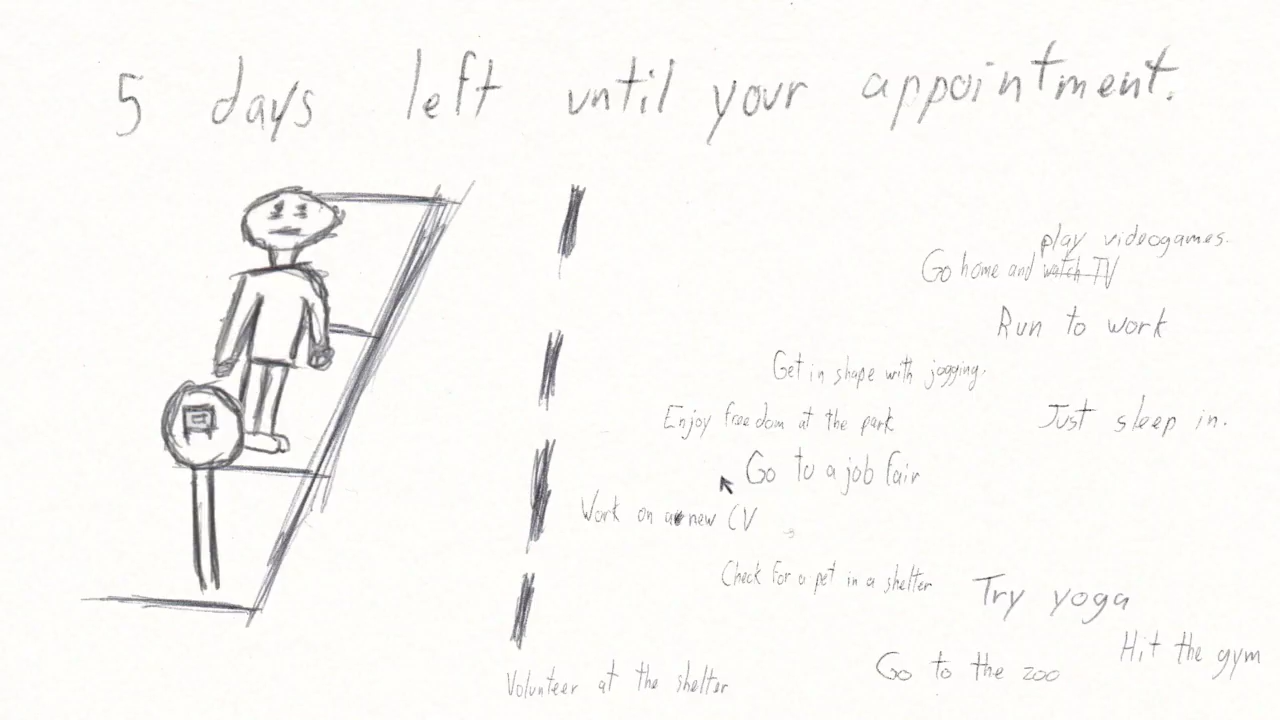 5 days left until your appointment.
play videogames.
Go home and watch TV
Run to work
Get in shape with jogging.
Enjoy freedom at the park
Just sleep in.
Go to a job fair
Work on a new CV
Check for a pet in a shelter
Try yoga
Hit the gym
Go to the zoo
Volunteer at the shelter